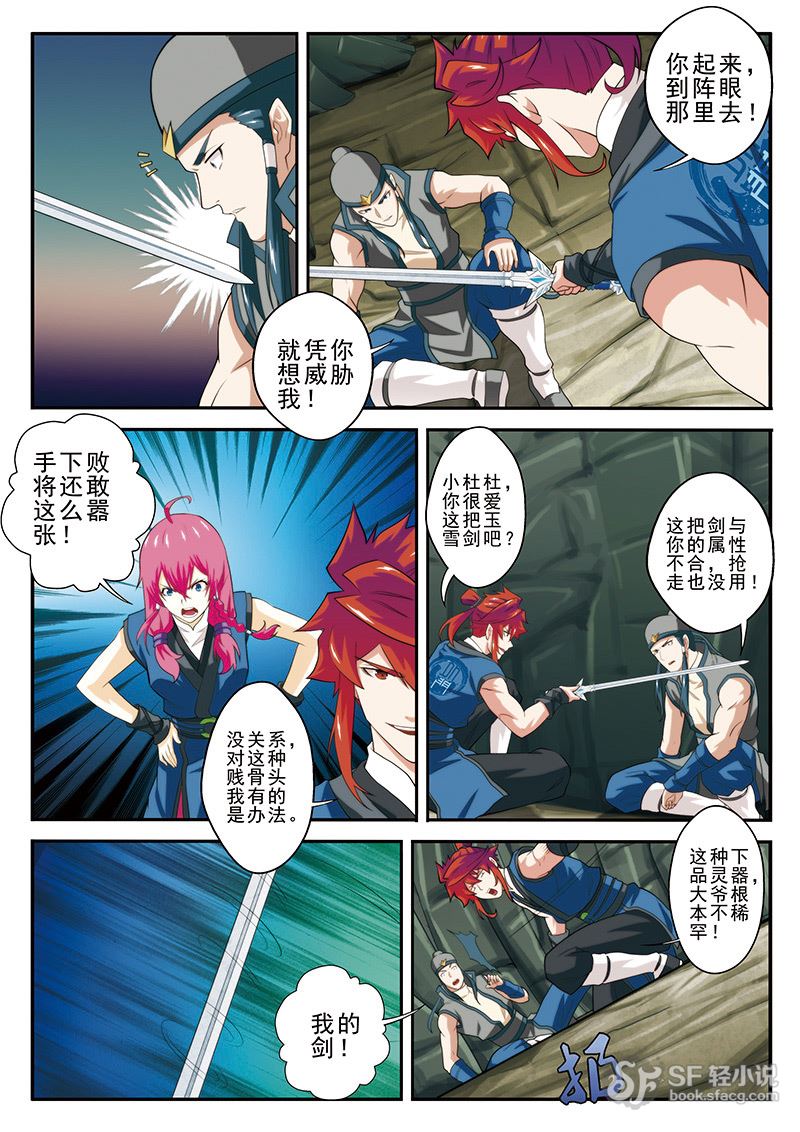 你起来，
到阵眼
那里去！
就凭你
想威胁
我！
手下败
将还敢
这么嚣
张！
小杜杜，
你很爱
这把玉
雪剑吧？
这把剑与
你的属性
不合，抢
走也没用！
没关系，
对这种
贱骨头
我有的
是办法。
这种下
品灵器，
大爷根
本不稀
罕！
我的
剑！
扔
SF 轻小说
book.sfacg.com